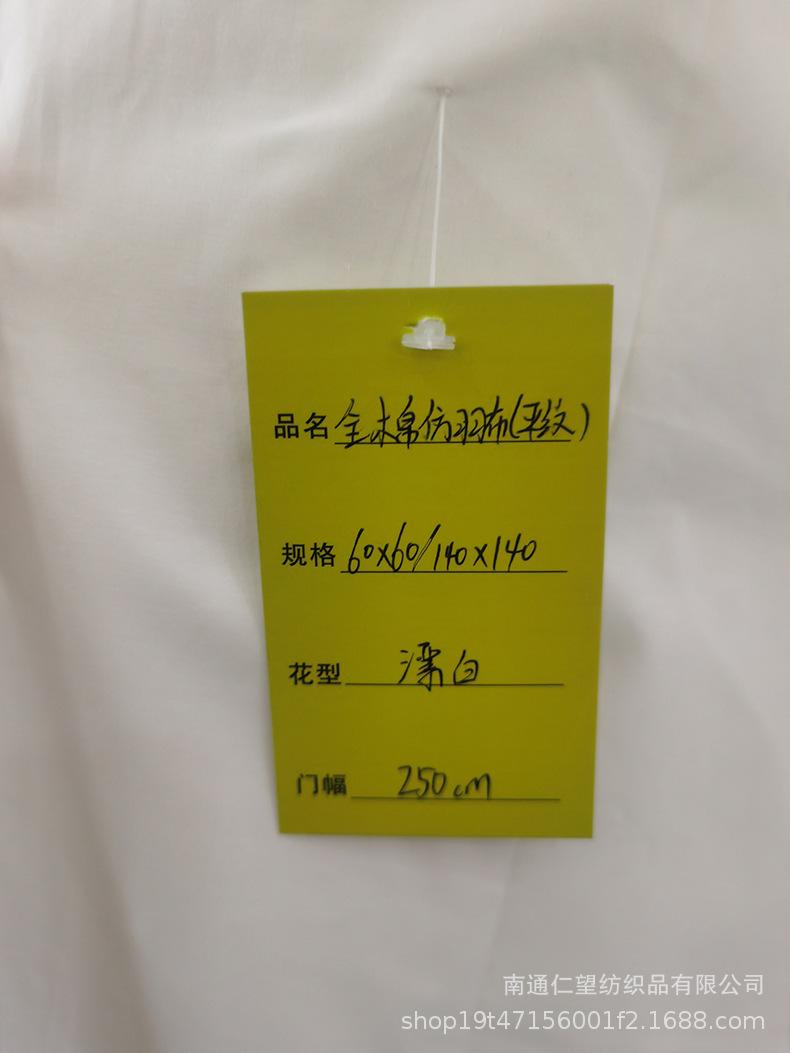 品名 全棉仿羽布(平纹)
规格 60x60/140x140
花型 漂白
门幅 250cm
南通仁望纺织品有限公司
shop19t47156001f2.1688.com